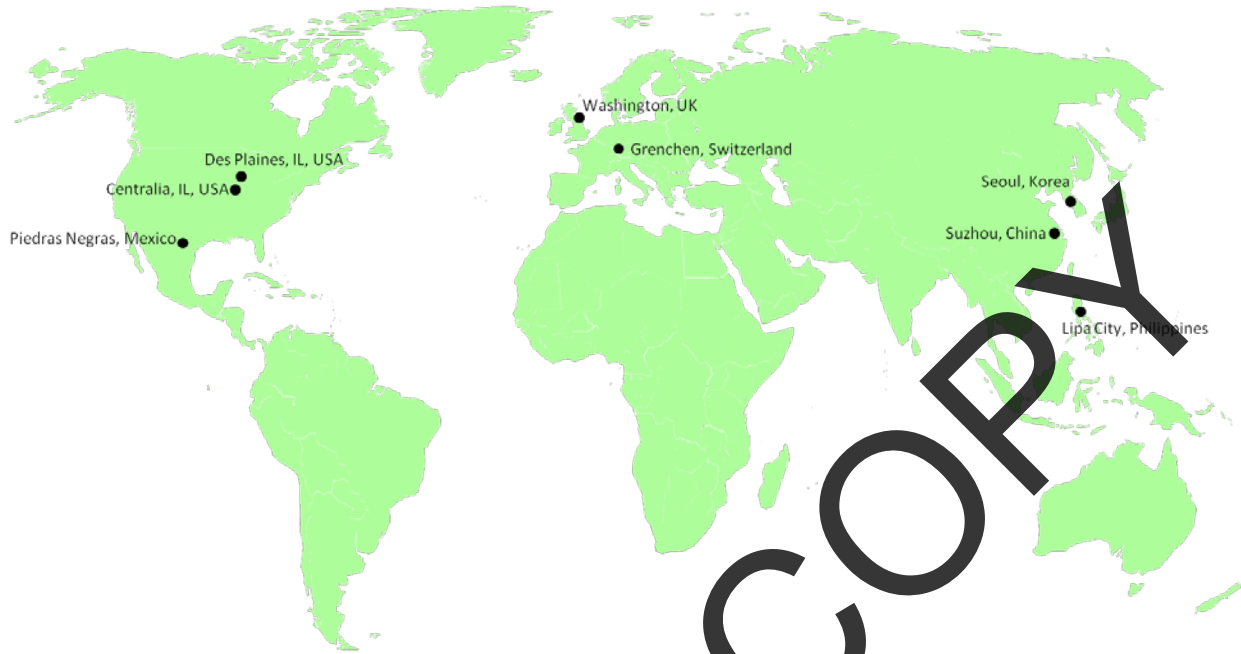 Washington, UK
Grenchen, Switzerland
Des Plaines, IL, USA
Centralia, IL, USA
Seoul, Korea
Piedras Negras, Mexico
Suzhou, China
Lipa City, Philippines
COPY